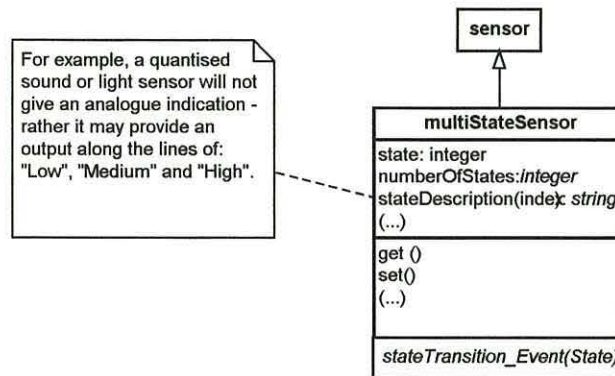 sensor
For example, a quantised
sound or light sensor will not
give an analogue indication -
rather it may provide an
output along the lines of:
"Low", "Medium" and "High".
multiStateSensor
state: integer
numberOfStates:integer
stateDescription(index: string
(...)
get ()
set()
(...)
stateTransition_Event(State)